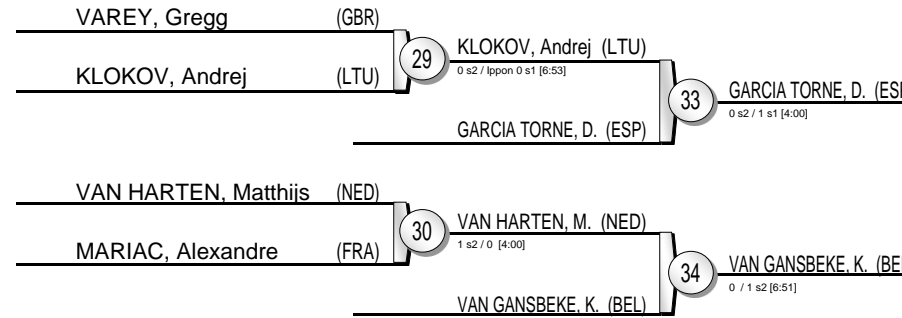 VAREY, Gregg (GBR)
29
KLOKOV, Andrej (LTU)
0 s2 / Ippon 0 s1 [6:53]
KLOKOV, Andrej (LTU)
33
GARCIA TORNE, D. (ES
0 s2 / 1 s1 [4:00]
GARCIA TORNE, D. (ESP)
VAN HARTEN, Matthijs (NED)
30
VAN HARTEN, M. (NED)
1 s2 / 0 [4:00]
MARIAC, Alexandre (FRA)
34
VAN GANSBEKE, K. (BE
0 / 1 s2 [6:51]
VAN GANSBEKE, K. (BEL)